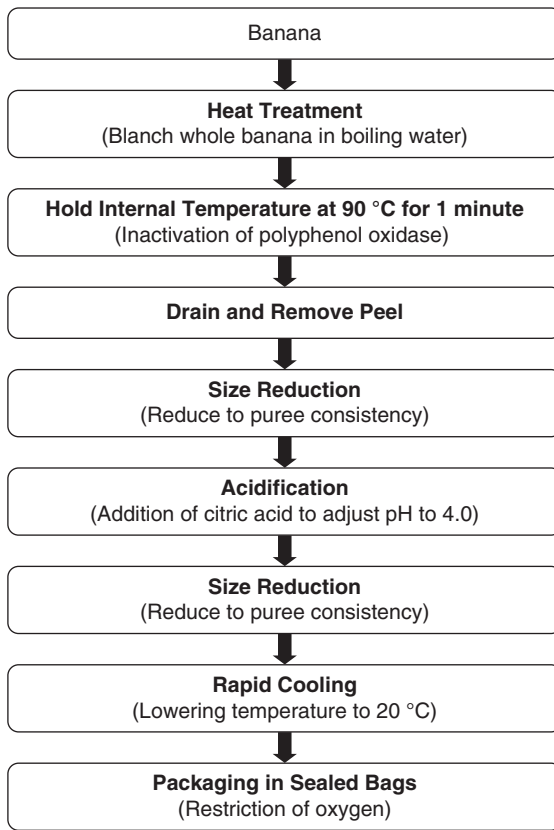 Banana
Heat Treatment
(Blanch whole banana in boiling water)
Hold Internal Temperature at 90 °C for 1 minute
(Inactivation of polyphenol oxidase)
Drain and Remove Peel
Size Reduction
(Reduce to puree consistency)
Acidification
(Addition of citric acid to adjust pH to 4.0)
Size Reduction
(Reduce to puree consistency)
Rapid Cooling
(Lowering temperature to 20 °C)
Packaging in Sealed Bags
(Restriction of oxygen)